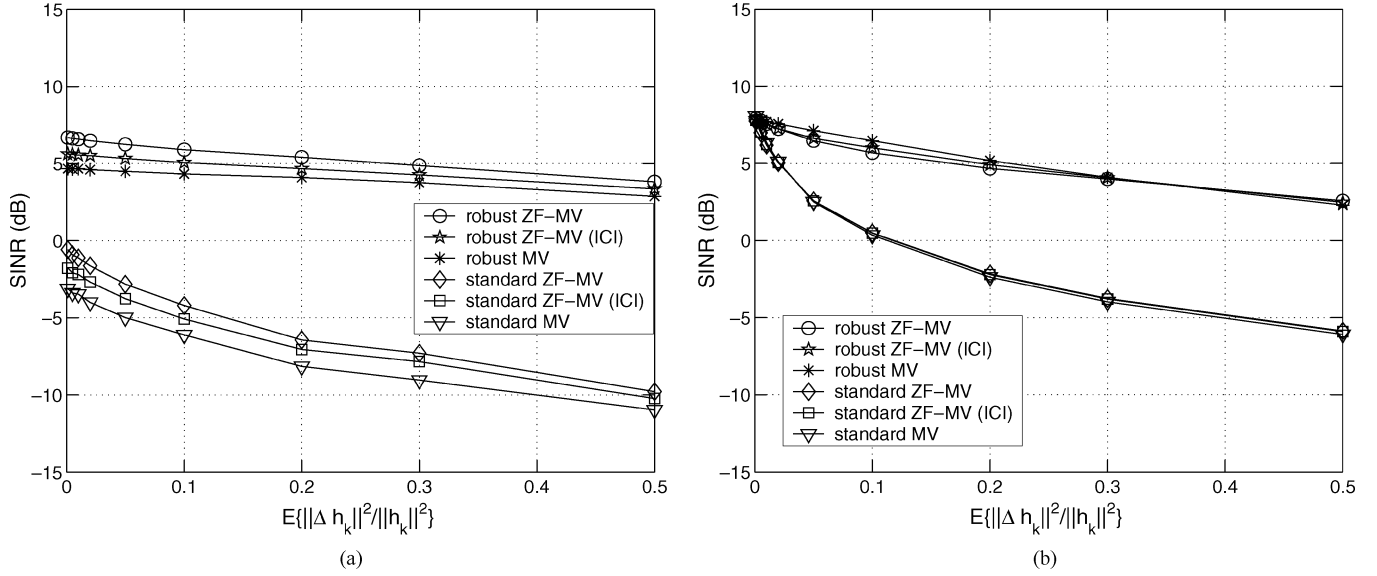 15
10
5
0
−5
−10
−15
SINR (dB)
robust ZF−MV
robust ZF−MV (ICI)
robust MV
standard ZF−MV
standard ZF−MV (ICI)
standard MV
0 0.1 0.2 0.3 0.4 0.5
E{||Δ h_k||²/||h_k||²}
(a)
15
10
5
0
−5
−10
−15
SINR (dB)
robust ZF−MV
robust ZF−MV (ICI)
robust MV
standard ZF−MV
standard ZF−MV (ICI)
standard MV
0 0.1 0.2 0.3 0.4 0.5
E{||Δ h_k||²/||h_k||²}
(b)